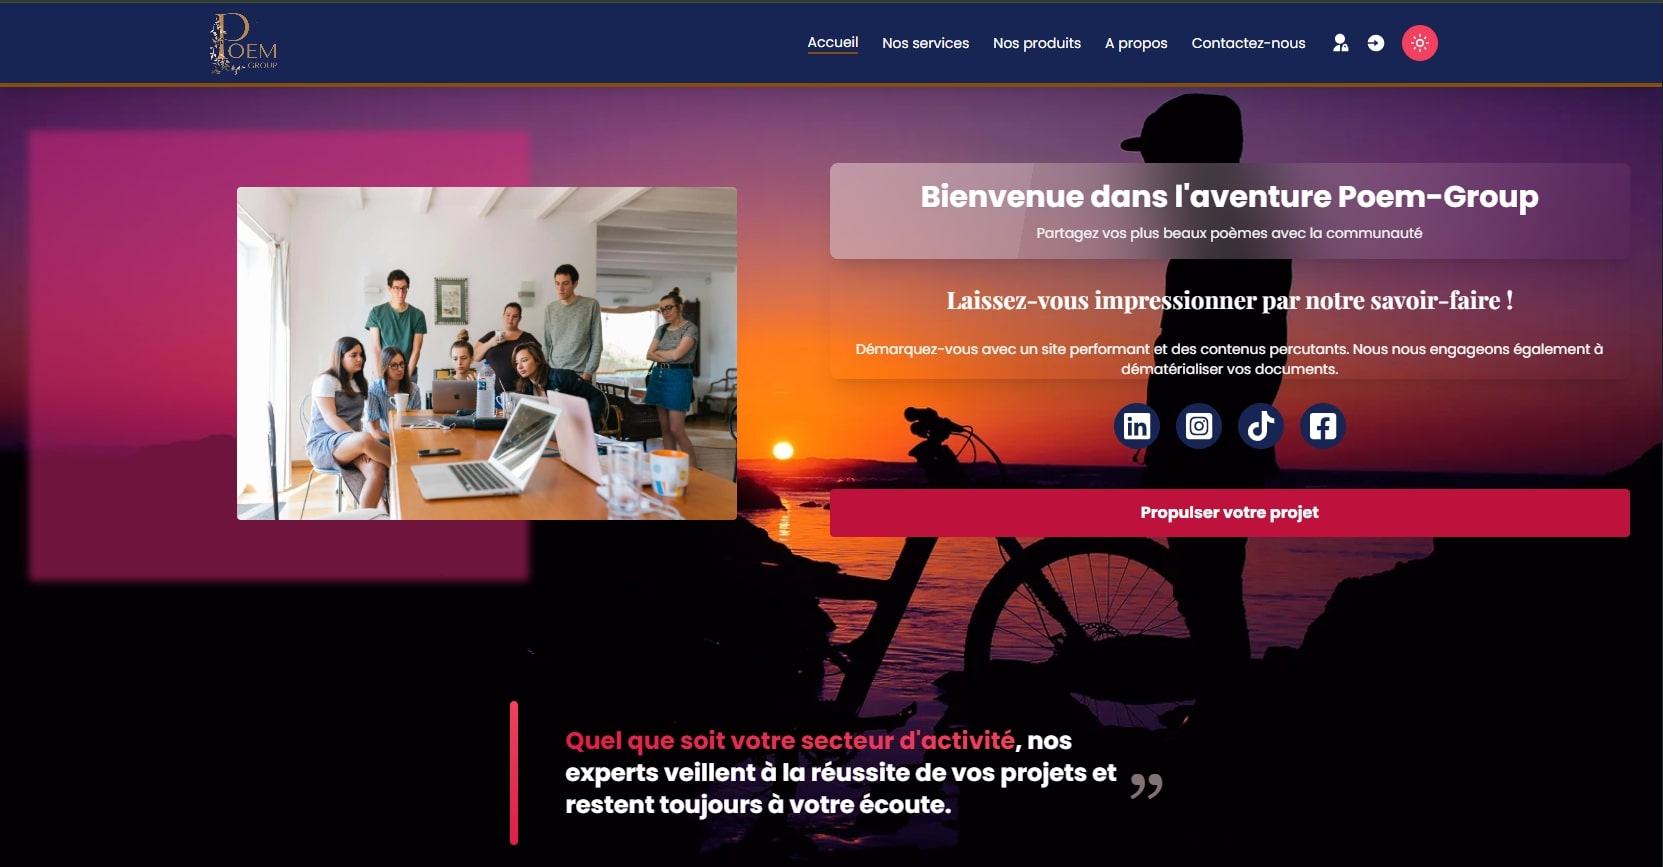 POEM
GROUP
Accueil Nos services Nos produits A propos Contactez-nous
Bienvenue dans l'aventure Poem-Group
Partagez vos plus beaux poèmes avec la communauté
Laissez-vous impressionner par notre savoir-faire !
Démarquez-vous avec un site performant et des contenus percutants. Nous nous engageons également à
dématérialiser vos documents.
in
Propulser votre projet
Quel que soit votre secteur d'activité, nos
experts veillent à la réussite de vos projets et
restent toujours à votre écoute.
”